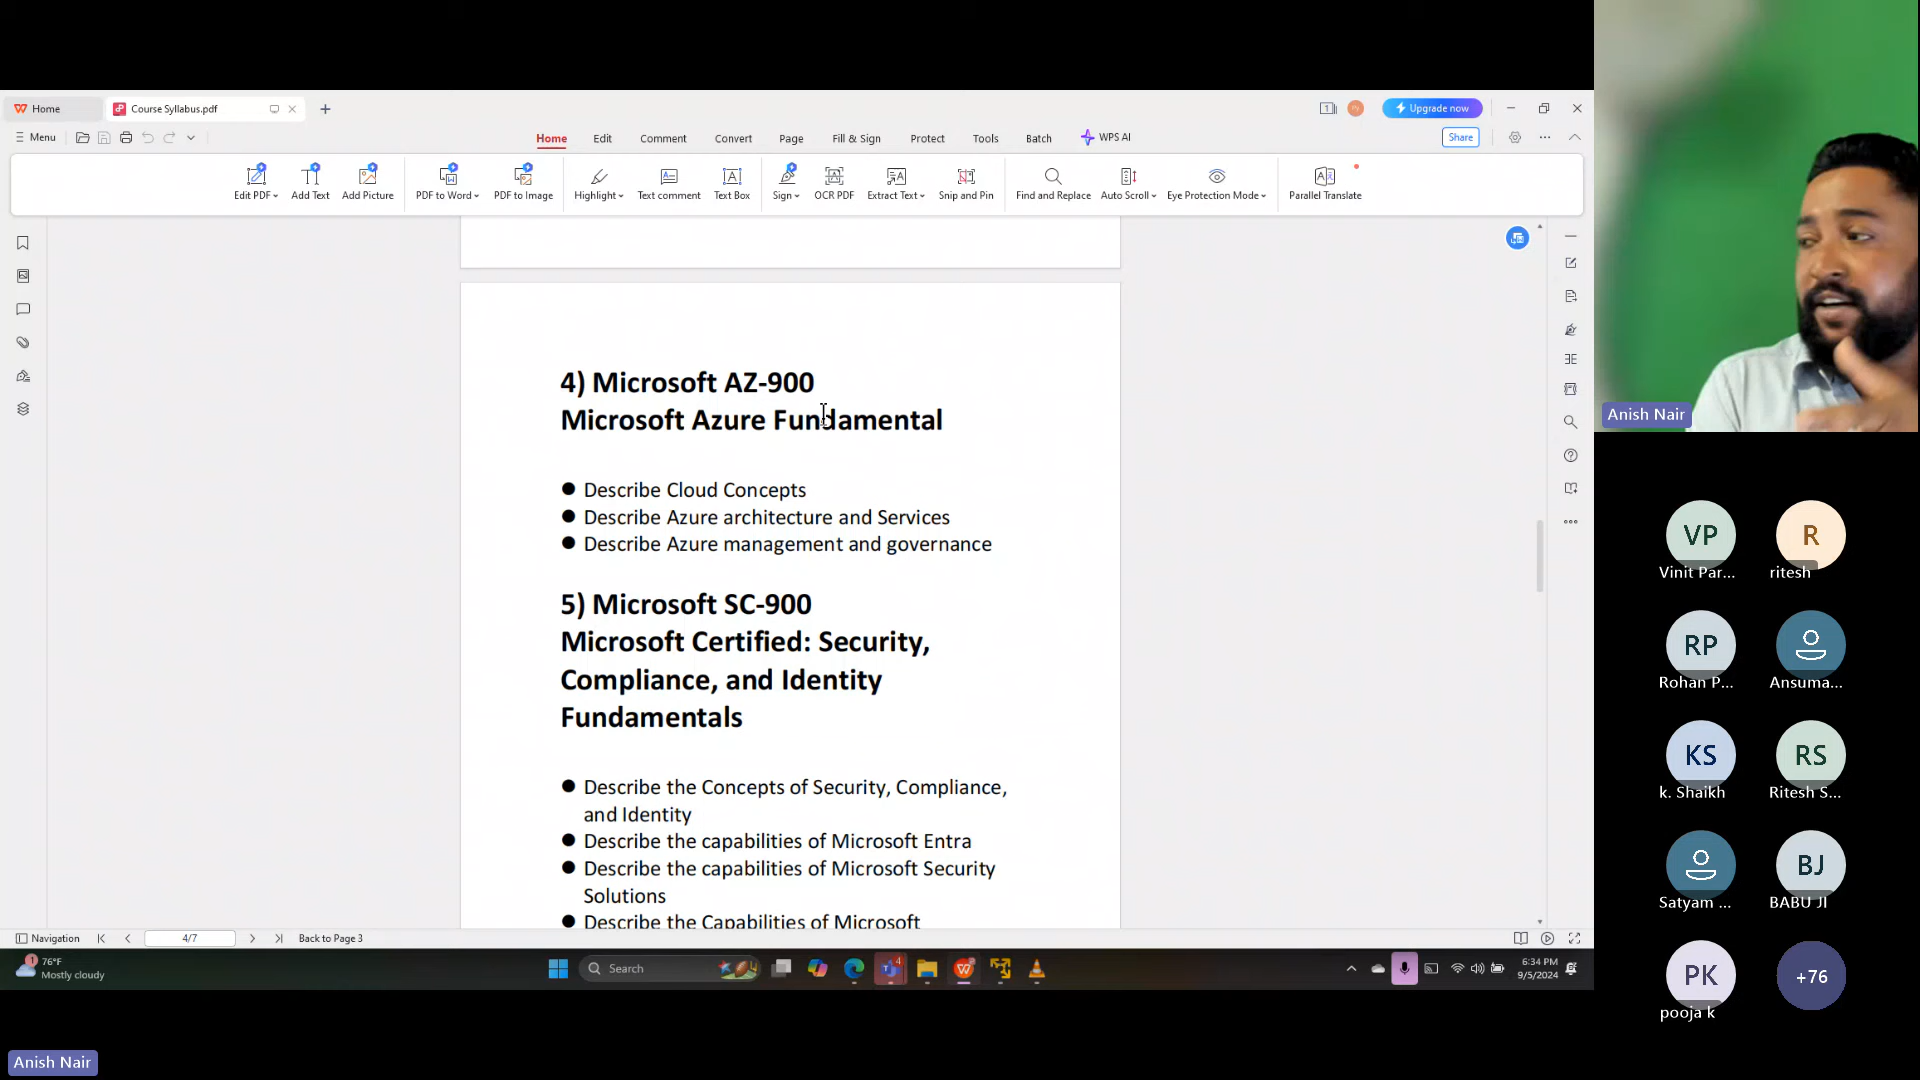 Home
Course Syllabus.pdf
1
Upgrade now
Menu
Home
Edit
Comment
Convert
Page
Fill & Sign
Protect
Tools
Batch
WPS AI
Share
Edit PDF
Add Text
Add Picture
PDF to Word
PDF to Image
Highlight
Text comment
Text Box
Sign
OCR PDF
Extract Text
Snip and Pin
Find and Replace
Auto Scroll
Eye Protection Mode
Parallel Translate
4) Microsoft AZ-900
Microsoft Azure Fundamental
● Describe Cloud Concepts
● Describe Azure architecture and Services
● Describe Azure management and governance
5) Microsoft SC-900
Microsoft Certified: Security,
Compliance, and Identity
Fundamentals
● Describe the Concepts of Security, Compliance,
and Identity
● Describe the capabilities of Microsoft Entra
● Describe the capabilities of Microsoft Security
Solutions
● Describe the Capabilities of Microsoft
Navigation
4/7
Back to Page 3
1
76°F
Mostly cloudy
Search
4
6:34 PM
9/5/2024
Anish Nair
Anish Nair
VP
Vinit Par...
R
ritesh
RP
Rohan P...
Ansuma...
KS
k. Shaikh
RS
Ritesh S...
Satyam ...
BJ
BABU JI
PK
pooja k
+76